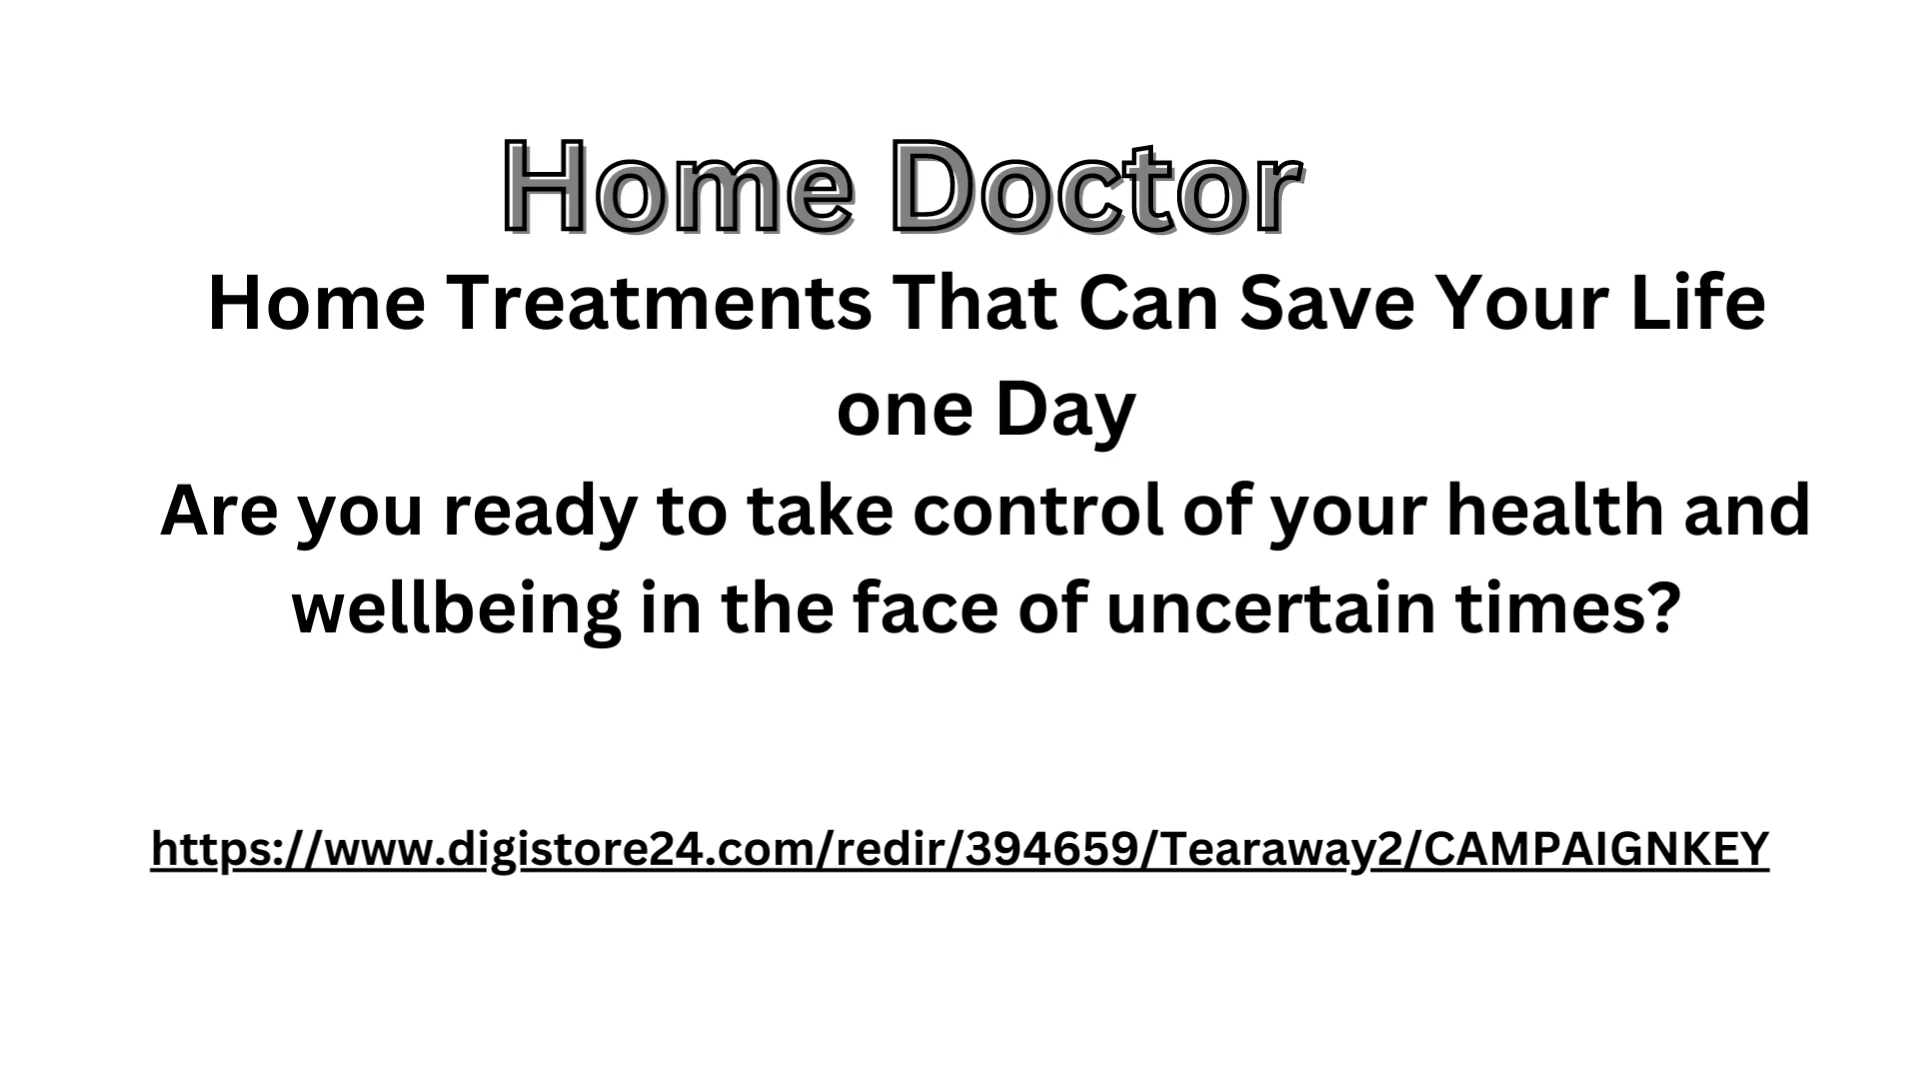 Home Doctor
Home Treatments That Can Save Your Life
one Day
Are you ready to take control of your health and
wellbeing in the face of uncertain times?
https://www.digistore24.com/redir/394659/Tearaway2/CAMPAIGNKEY